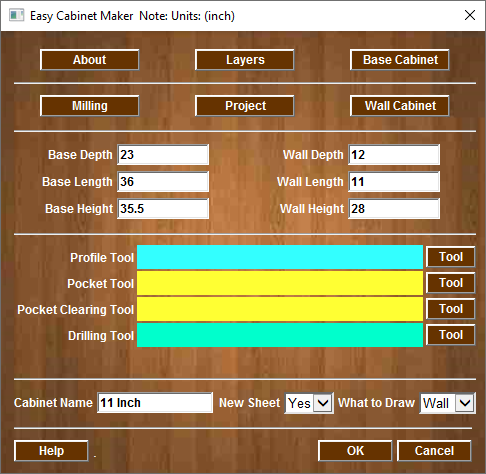 Easy Cabinet Maker Note: Units: (inch)
About Layers Base Cabinet
Milling Project Wall Cabinet
Base Depth 23 Wall Depth 12
Base Length 36 Wall Length 11
Base Height 35.5 Wall Height 28
Profile Tool Tool
Pocket Tool Tool
Pocket Clearing Tool Tool
Drilling Tool Tool
Cabinet Name 11 Inch New Sheet Yes What to Draw Wall
Help . OK Cancel